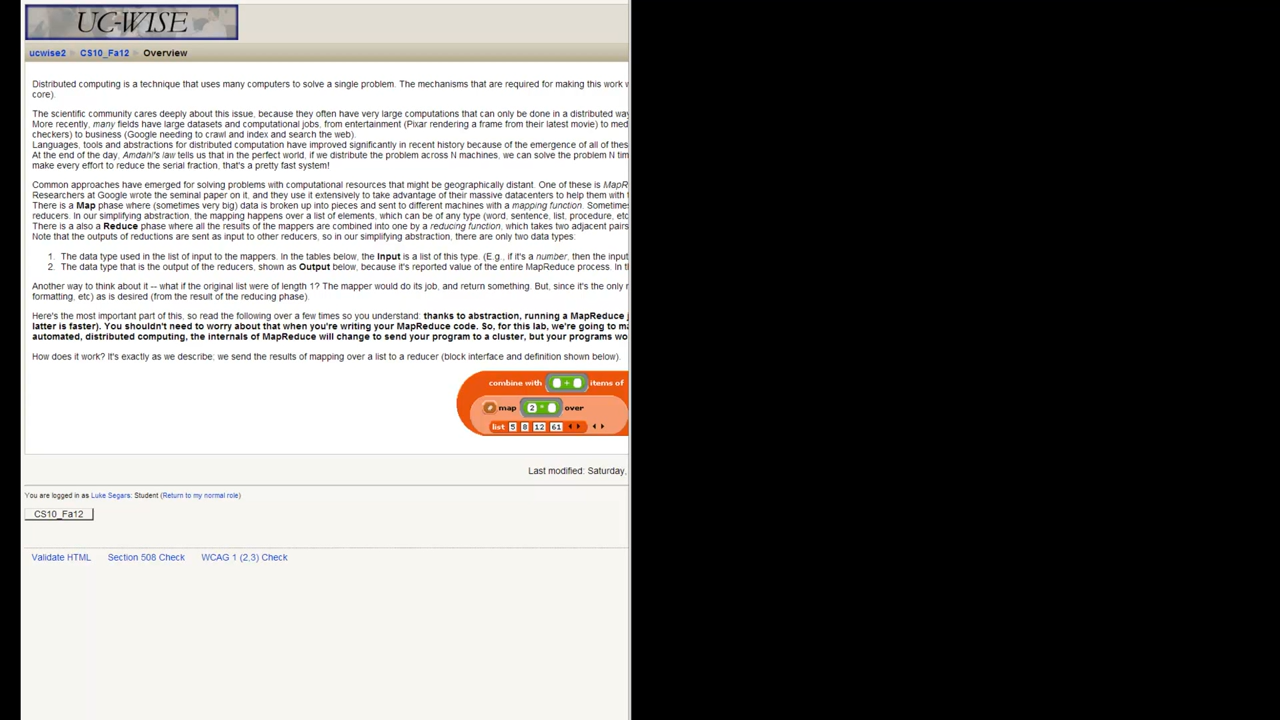 UC-WISE
ucwise2 ► CS10_Fa12 ► Overview
Distributed computing is a technique that uses many computers to solve a single problem. The mechanisms that are required for making this work
core).
The scientific community cares deeply about this issue, because they often have very large computations that can only be done in a distributed
More recently, many fields have large datasets and computational jobs, from entertainment (Pixar rendering a frame from their latest movie) to
checkers) to business (Google needing to crawl and index and search the web).
Languages, tools and abstractions for distributed computation have improved significantly in recent history because of the emergence of all of
At the end of the day, Amdahl's law tells us that in the perfect world, if we distribute the problem across N machines, we can solve the problem N
make every effort to reduce the serial fraction, that's a pretty fast system!
Common approaches have emerged for solving problems with computational resources that might be geographically distant. One of these is
Researchers at Google wrote the seminal paper on it, and they use it extensively to take advantage of their massive datacenters to help them with
There is a Map phase where (sometimes very big) data is broken up into pieces and sent to different machines with a mapping function.
reducers. In our simplifying abstraction, the mapping happens over a list of elements, which can be of any type (word, sentence, list, procedure,
There is a also a Reduce phase where all the results of the mappers are combined into one by a reducing function, which takes two adjacent pairs
Note that the outputs of reductions are sent as input to other reducers, so in our simplifying abstraction, there are only two data types:
1. The data type used in the list of input to the mappers. In the tables below, the Input is a list of this type. (E.g., if it's a number, then the input
2. The data type that is the output of the reducers, shown as Output below, because it's reported value of the entire MapReduce process. In
Another way to think about it -- what if the original list were of length 1? The mapper would do its job, and return something. But, since it's the only
formatting, etc) as is desired (from the result of the reducing phase).
Here's the most important part of this, so read the following over a few times so you understand: thanks to abstraction, running a MapReduce
latter is faster). You shouldn't need to worry about that when you're writing your MapReduce code. So, for this lab, we're going to
automated, distributed computing, the internals of MapReduce will change to send your program to a cluster, but your programs
How does it work? It's exactly as we describe; we send the results of mapping over a list to a reducer (block interface and definition shown below).
combine with + items of
map 2 * over
list 5 8 12 61
Last modified: Saturday,
You are logged in as Luke Segars: Student (Return to my normal role)
CS10_Fa12
Validate HTML Section 508 Check WCAG 1 (2,3) Check